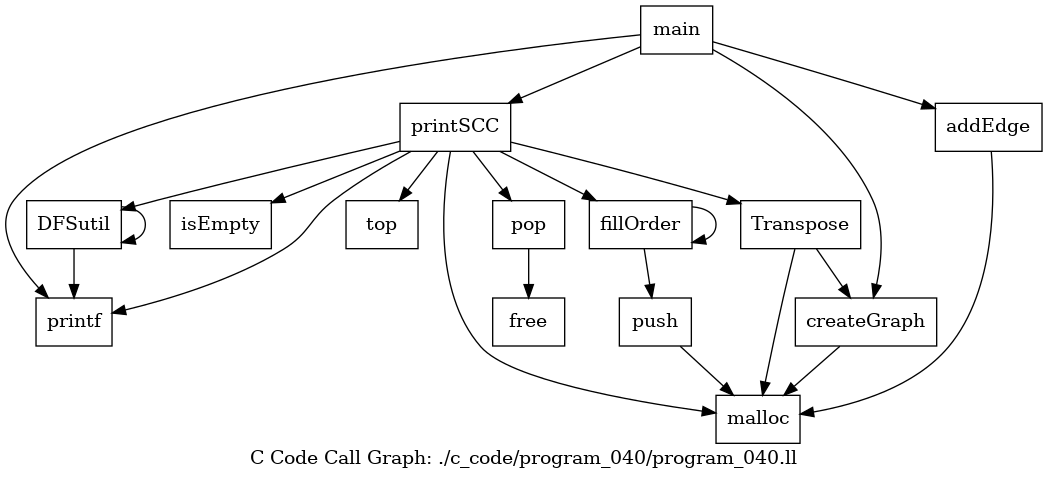 main
printSCC
addEdge
DFSutil
isEmpty
top
pop
fillOrder
Transpose
printf
free
push
createGraph
malloc
C Code Call Graph: ./c_code/program_040/program_040.ll